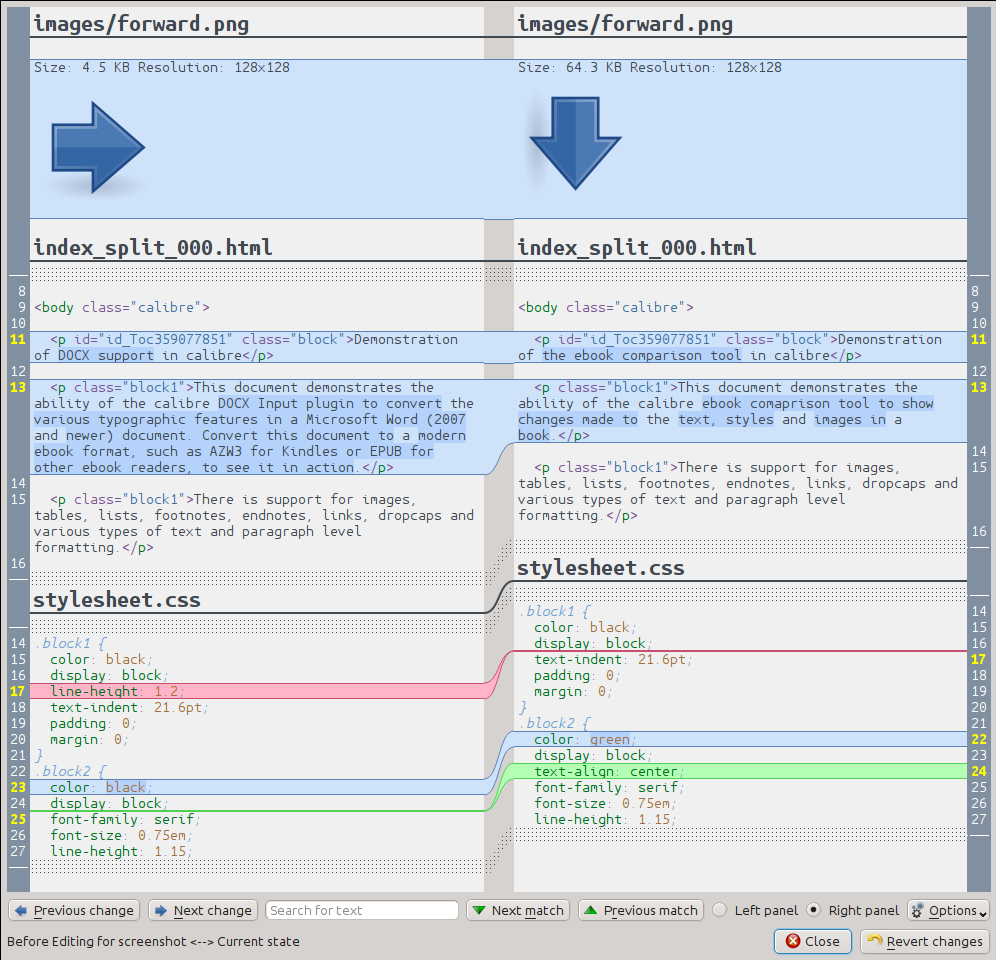 images/forward.png
Size: 4.5 KB Resolution: 128×128
index_split_000.html
8
9 <body class="calibre">
10
11 <p id="id_Toc359077851" class="block">Demonstration
of DOCX support in calibre</p>
12
13 <p class="block1">This document demonstrates the
ability of the calibre DOCX Input plugin to convert the
various typographic features in a Microsoft Word (2007
and newer) document. Convert this document to a modern
ebook format, such as AZW3 for Kindles or EPUB for
other ebook readers, to see it in action.</p>
14
15 <p class="block1">There is support for images,
tables, lists, footnotes, endnotes, links, dropcaps and
various types of text and paragraph level
formatting.</p>
16
stylesheet.css
14 .block1 {
15 color: black;
16 display: block;
17 line-height: 1.2;
18 text-indent: 21.6pt;
19 padding: 0;
20 margin: 0;
21 }
22 .block2 {
23 color: black;
24 display: block;
25 font-family: serif;
26 font-size: 0.75em;
27 line-height: 1.15;
images/forward.png
Size: 64.3 KB Resolution: 128×128
index_split_000.html
8
<body class="calibre"> 9
10
<p id="id_Toc359077851" class="block">Demonstration 11
of the ebook comparison tool in calibre</p>
12
<p class="block1">This document demonstrates the 13
ability of the calibre ebook comaprison tool to show
changes made to the text, styles and images in a
book.</p>
14
<p class="block1">There is support for images, 15
tables, lists, footnotes, endnotes, links, dropcaps and
various types of text and paragraph level
formatting.</p>
16
stylesheet.css
.block1 { 14
color: black; 15
display: block; 16
text-indent: 21.6pt; 17
padding: 0; 18
margin: 0; 19
} 20
.block2 { 21
color: green; 22
display: block; 23
text-align: center; 24
font-family: serif; 25
font-size: 0.75em; 26
line-height: 1.15; 27
Previous change Next change Search for text Next match Previous match Left panel Right panel Options
Before Editing for screenshot <--> Current state Close Revert changes